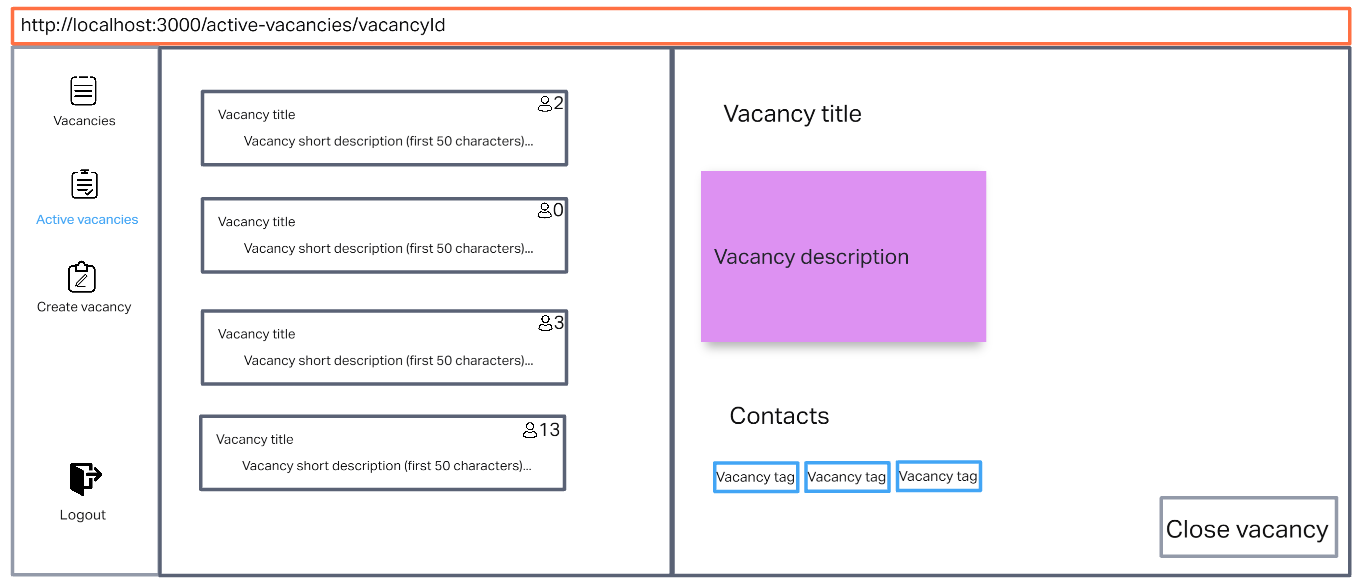 http://localhost:3000/active-vacancies/vacancyId
Vacancies
Active vacancies
Create vacancy
Logout
2
Vacancy title
Vacancy short description (first 50 characters)...
0
Vacancy title
Vacancy short description (first 50 characters)...
3
Vacancy title
Vacancy short description (first 50 characters)...
13
Vacancy title
Vacancy short description (first 50 characters)...
Vacancy title
Vacancy description
Contacts
Vacancy tag Vacancy tag Vacancy tag
Close vacancy